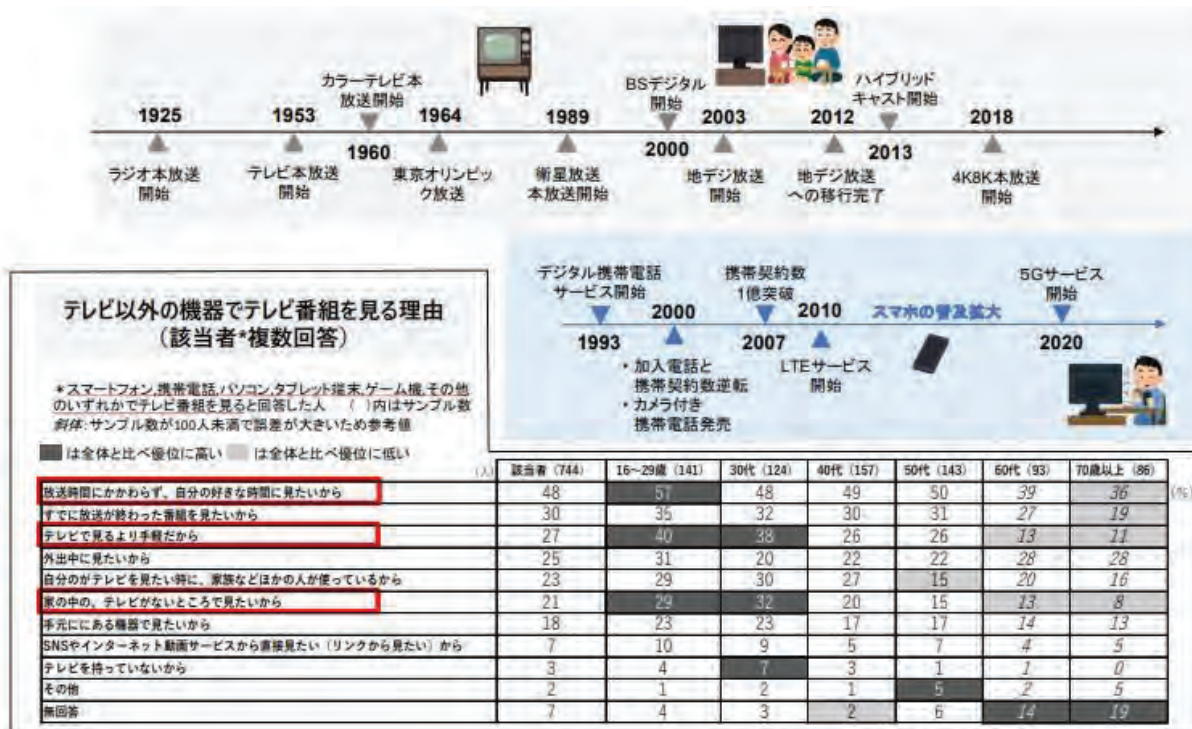 カラーテレビ本
放送開始
BSデジタル
開始
ハイブリッド
キャスト開始
1925
1953
1964
1989
2003
2012
2018
1960
2000
2013
ラジオ本放送
開始
テレビ本放送
開始
東京オリンピッ
ク放送
衛星放送
本放送開始
地デジ放送
開始
地デジ放送
への移行完了
4K8K本放送
開始
デジタル携帯電話
サービス開始
携帯契約数
1億突破
5Gサービス
開始
2000
2010
スマホの普及拡大
1993
2007
2020
・加入電話と
携帯契約数逆転
・カメラ付き
携帯電話発売
LTEサービス
開始
テレビ以外の機器でテレビ番組を見る理由
(該当者*複数回答)
*スマートフォン,携帯電話,パソコン,タブレット端末,ゲーム機,その他
のいずれかでテレビ番組を見ると回答した人 ( )内はサンプル数
斜体:サンプル数が100人未満で誤差が大きいため参考値
は全体と比べ優位に高い は全体と比べ優位に低い
(人) 該当者 (744) 16~29歳 (141) 30代 (124) 40代 (157) 50代 (143) 60代 (93) 70歳以上 (86)
放送時間にかかわらず、自分の好きな時間に見たいから 48 51 48 49 50 39 36 (%)
すでに放送が終わった番組を見たいから 30 35 32 30 31 27 19
テレビで見るより手軽だから 27 40 38 26 26 13 11
外出中に見たいから 25 31 20 22 22 28 28
自分のがテレビを見たい時に、家族などほかの人が使っているから 23 29 30 27 15 20 16
家の中の、テレビがないところで見たいから 21 29 32 20 15 13 8
手元ににある機器で見たいから 18 23 23 17 17 14 13
SNSやインターネット動画サービスから直接見たい(リンクから見たい)から 7 10 9 5 7 4 5
テレビを持っていないから 3 4 7 3 1 1 0
その他 2 1 2 1 5 2 5
無回答 7 4 3 2 6 14 19